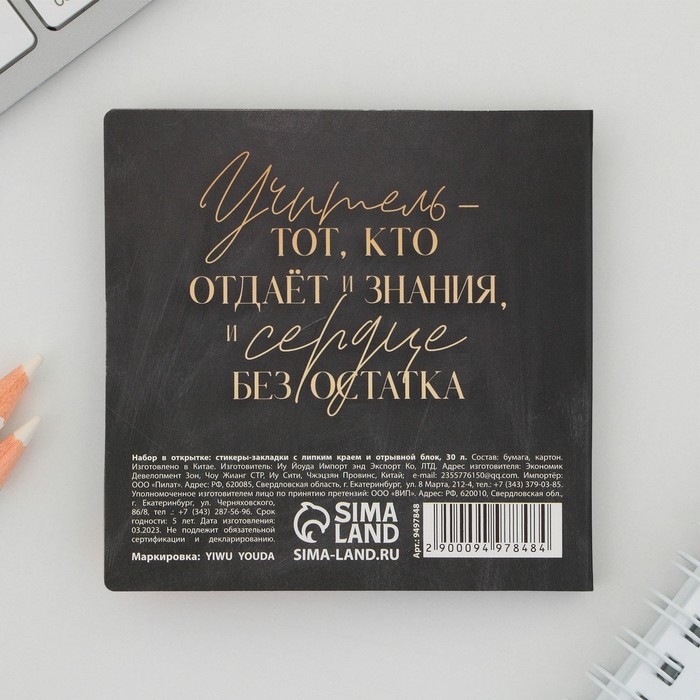 Учитель –
ТОТ, КТО
ОТДАЁТ И ЗНАНИЯ,
И сердце
БЕЗ ОСТАТКА
Набор в открытке: стикеры-закладки с липким краем и отрывной блок, 30 л. Состав: бумага, картон.
Изготовлено в Китае. Изготовитель: Иу Йоуда Импорт энд Экспорт Ко, ЛТД. Адрес изготовителя: Экономик
Девелопмент Зон, Чоу Жианг СТР, Иу Сити, Чжэцзян Провинс, Китай; e-mail: 2355776150@qq.com. Импортёр:
ООО «Пилат». Адрес: РФ, 620085, Свердловская область, г. Екатеринбург, ул. 8 Марта, 212-4, тел.: +7 (343) 379-03-85.
Уполномоченное изготовителем лицо по принятию претензий: ООО «ВИП». Адрес: РФ, 620010, Свердловская обл.,
г. Екатеринбург, ул. Черняховского,
86/8, тел .: +7 (343) 287-56-96. Срок
годности: 5 лет. Дата изготовления:
03.2023. Не подлежит обязательной
сертификации и декларированию.
Маркировка: YIWU YOUDA
SIMA
LAND
SIMA-LAND.RU
Арт.: 9497848
2 900094 978484